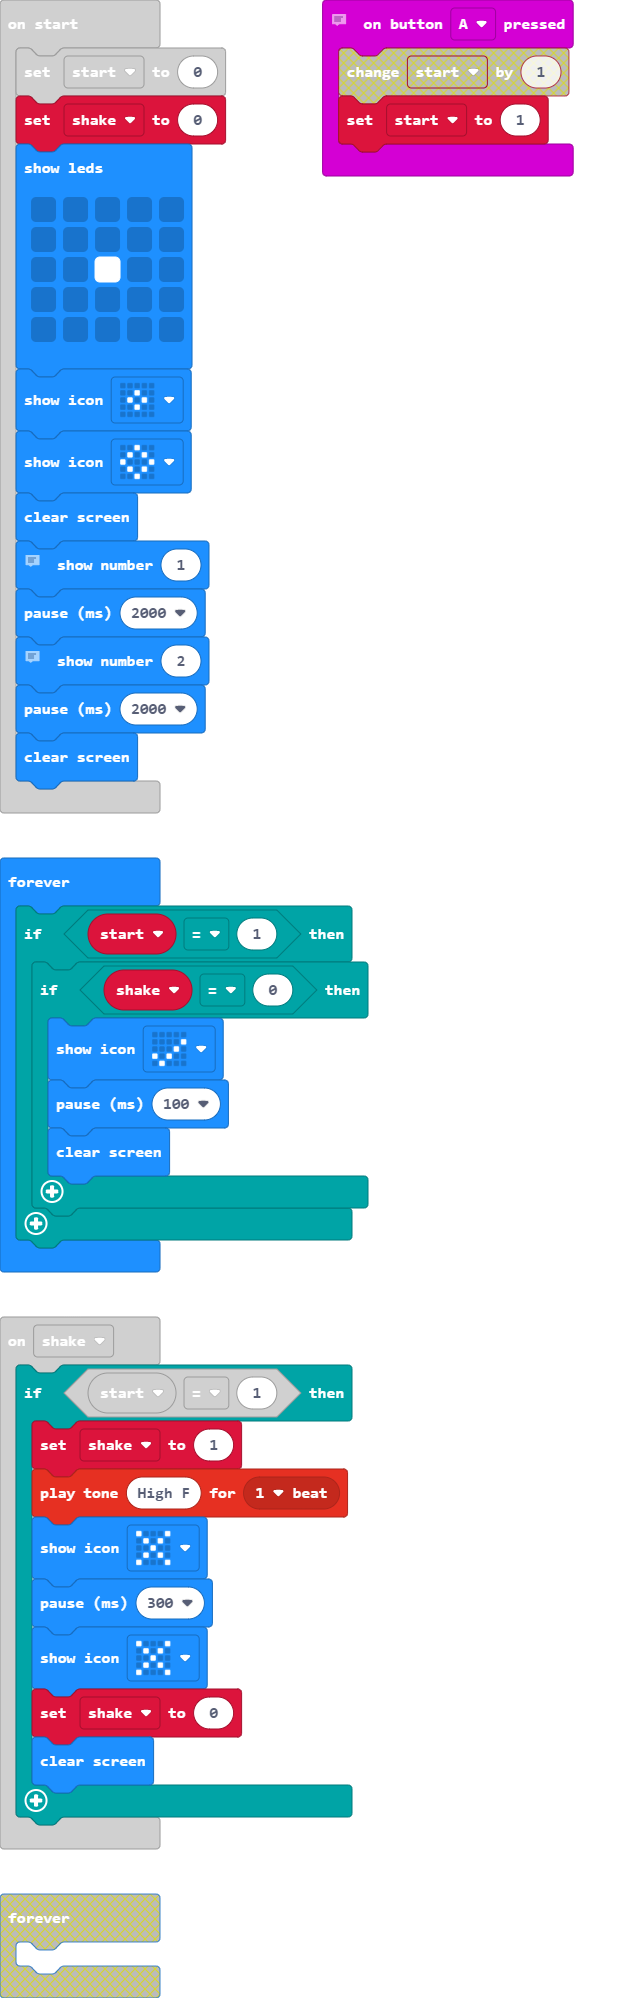 on start
set start to 0
set shake to 0
show leds
show icon
show icon
clear screen
show number 1
pause (ms) 2000
show number 2
pause (ms) 2000
clear screen
on button A pressed
change start by 1
set start to 1
forever
if start = 1 then
if shake = 0 then
show icon
pause (ms) 100
clear screen
on shake
if start = 1 then
set shake to 1
play tone High F for 1 beat
show icon
pause (ms) 300
show icon
set shake to 0
clear screen
forever